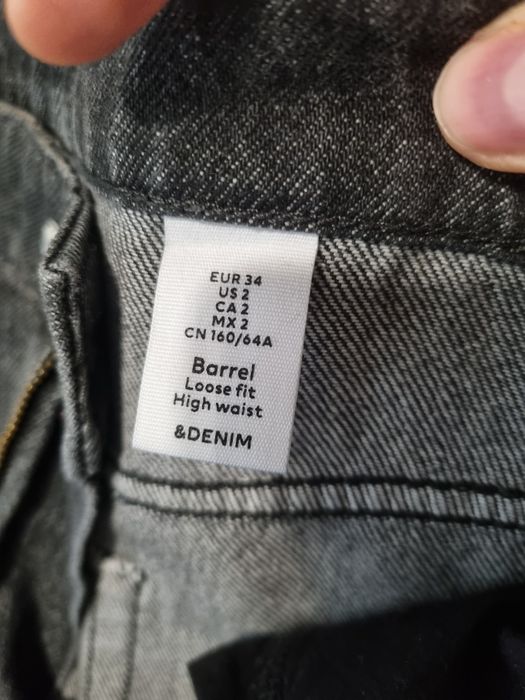 EUR 34
US 2
CA 2
MX 2
CN 160/64A
Barrel
Loose fit
High waist
&DENIM